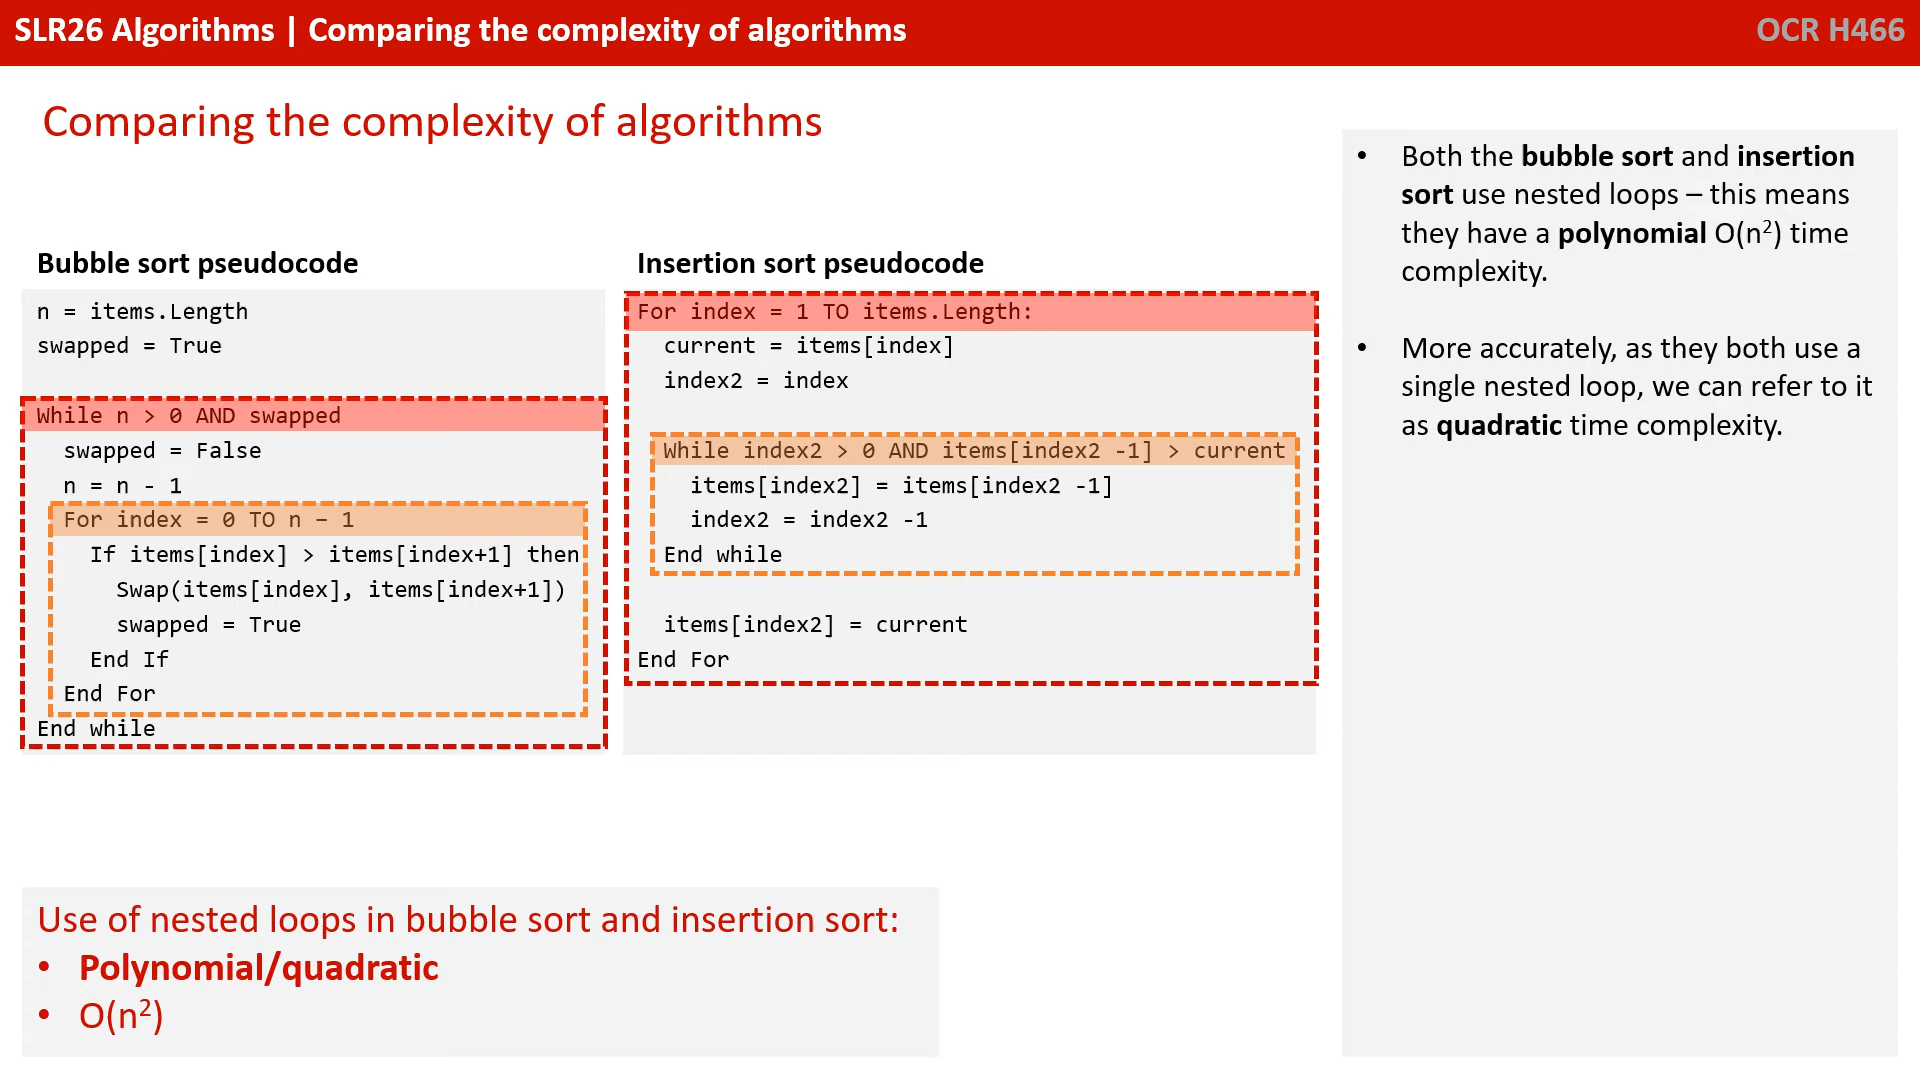 SLR26 Algorithms | Comparing the complexity of algorithms
OCR H466
Comparing the complexity of algorithms
Bubble sort pseudocode
n = items.Length
swapped = True
While n > 0 AND swapped
swapped = False
n = n - 1
For index = 0 TO n – 1
If items[index] > items[index+1] then
Swap(items[index], items[index+1])
swapped = True
End If
End For
End while
Insertion sort pseudocode
For index = 1 TO items.Length:
current = items[index]
index2 = index
While index2 > 0 AND items[index2 -1] > current
items[index2] = items[index2 -1]
index2 = index2 -1
End while
items[index2] = current
End For
• Both the bubble sort and insertion
sort use nested loops – this means
they have a polynomial O(n²) time
complexity.
• More accurately, as they both use a
single nested loop, we can refer to it
as quadratic time complexity.
Use of nested loops in bubble sort and insertion sort:
• Polynomial/quadratic
• O(n²)